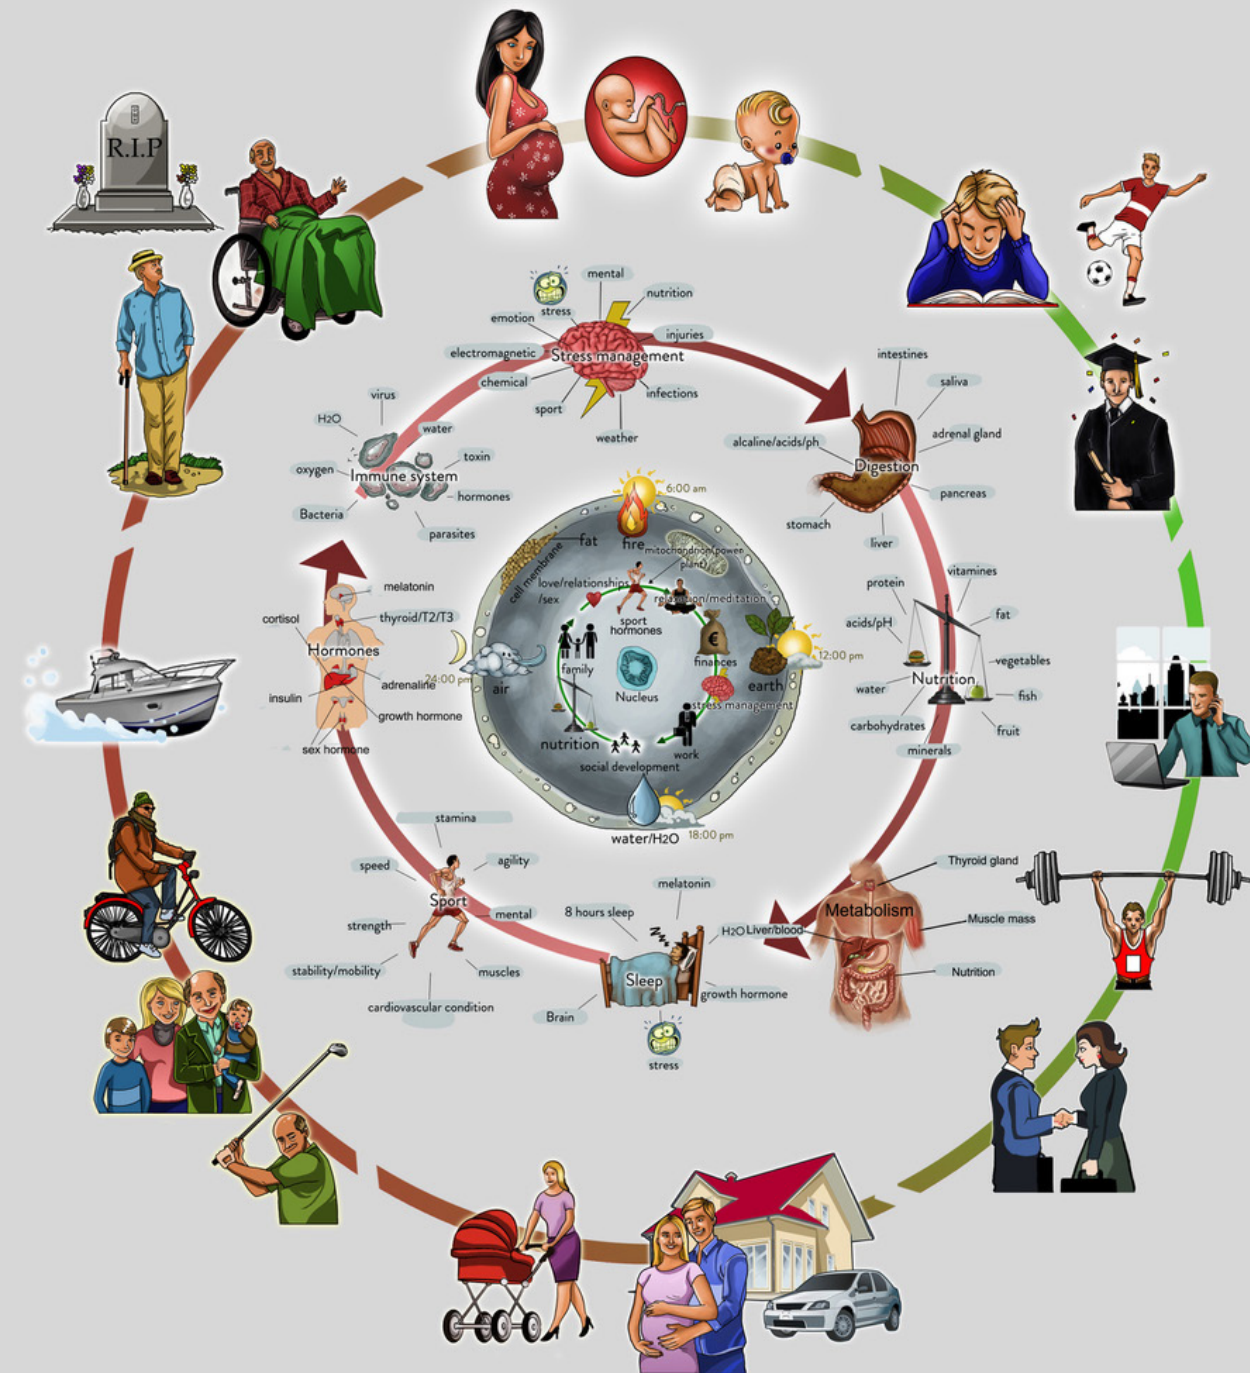 R.I.P
mental
nutrition
stress
emotion
injuries
electromagnetic
Stress management
chemical
infections
sport
weather
virus
H2O
water
toxin
oxygen
Immune system
hormones
Bacteria
parasites
intestines
saliva
alcaline/acids/ph
adrenal gland
Digestion
pancreas
stomach
liver
6:00 am
fat
fire
mitochondrion(power
plant)
cell membrane
love/relationships
/sex
relaxation/meditation
sport
hormones
finances
family
Nucleus
air
24:00 pm
earth
12:00 pm
stress management
nutrition
work
social development
water/H2O
18:00 pm
melatonin
cortisol
thyroid/T2/T3
Hormones
insulin
adrenaline
growth hormone
sex hormone
vitamines
protein
fat
acids/pH
vegetables
water
Nutrition
fish
carbohydrates
fruit
minerals
stamina
speed
agility
Sport
mental
strength
stability/mobility
muscles
cardiovascular condition
melatonin
8 hours sleep
H2O
zzz
Sleep
growth hormone
Brain
stress
Thyroid gland
Metabolism
Muscle mass
Liver/blood
Nutrition